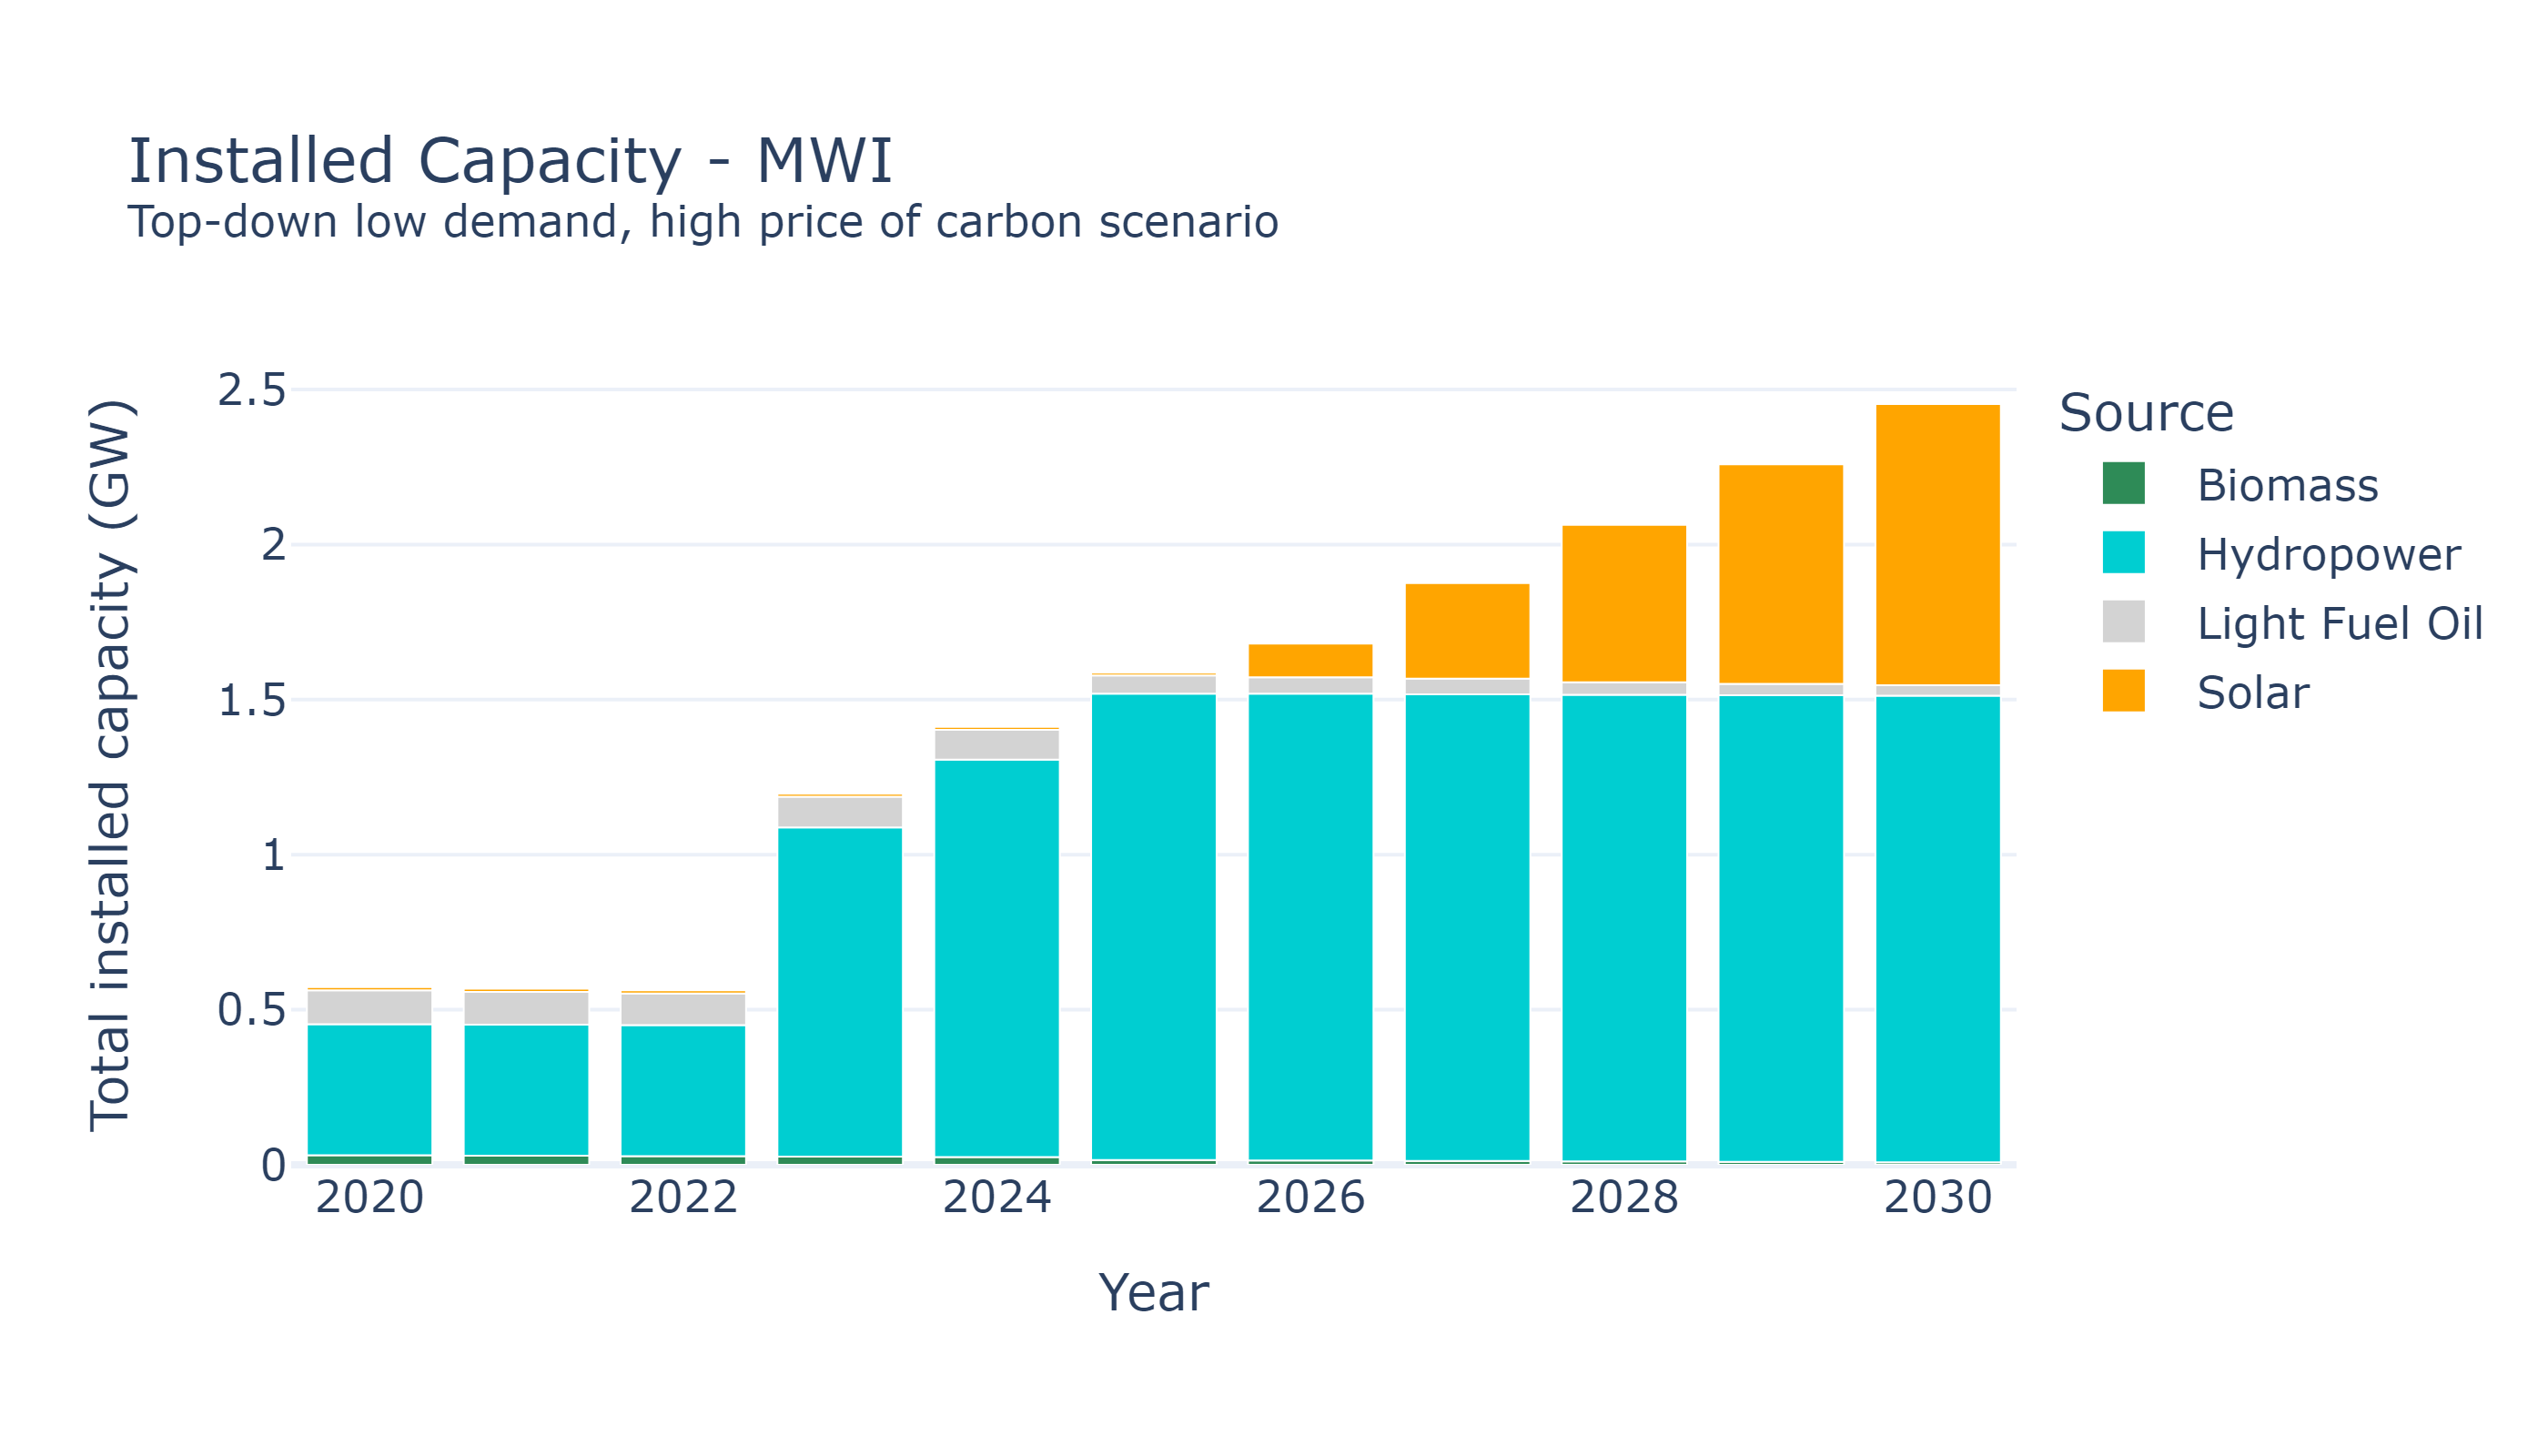 Installed Capacity - MWI
Top-down low demand, high price of carbon scenario
Total installed capacity (GW)
2.5
2
1.5
1
0.5
0
2020 2022 2024 2026 2028 2030
Year
Source
Biomass
Hydropower
Light Fuel Oil
Solar